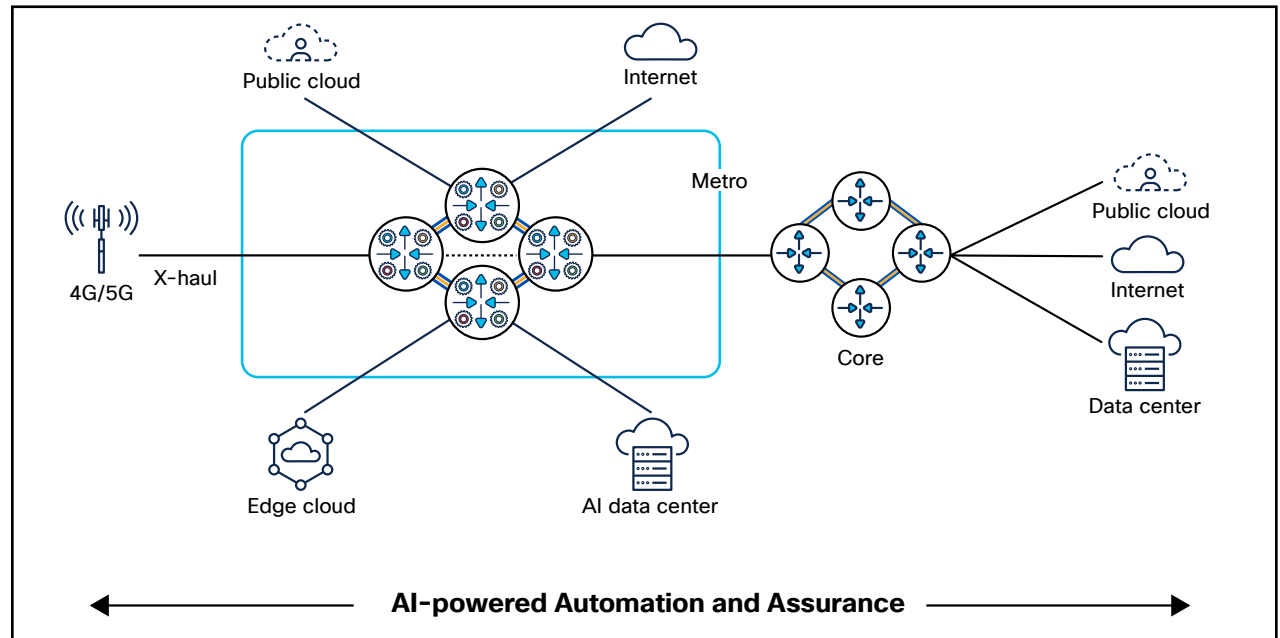 Public cloud
Internet
Metro
4G/5G
X-haul
Public cloud
Internet
Core
Data center
Edge cloud
AI data center
AI-powered Automation and Assurance